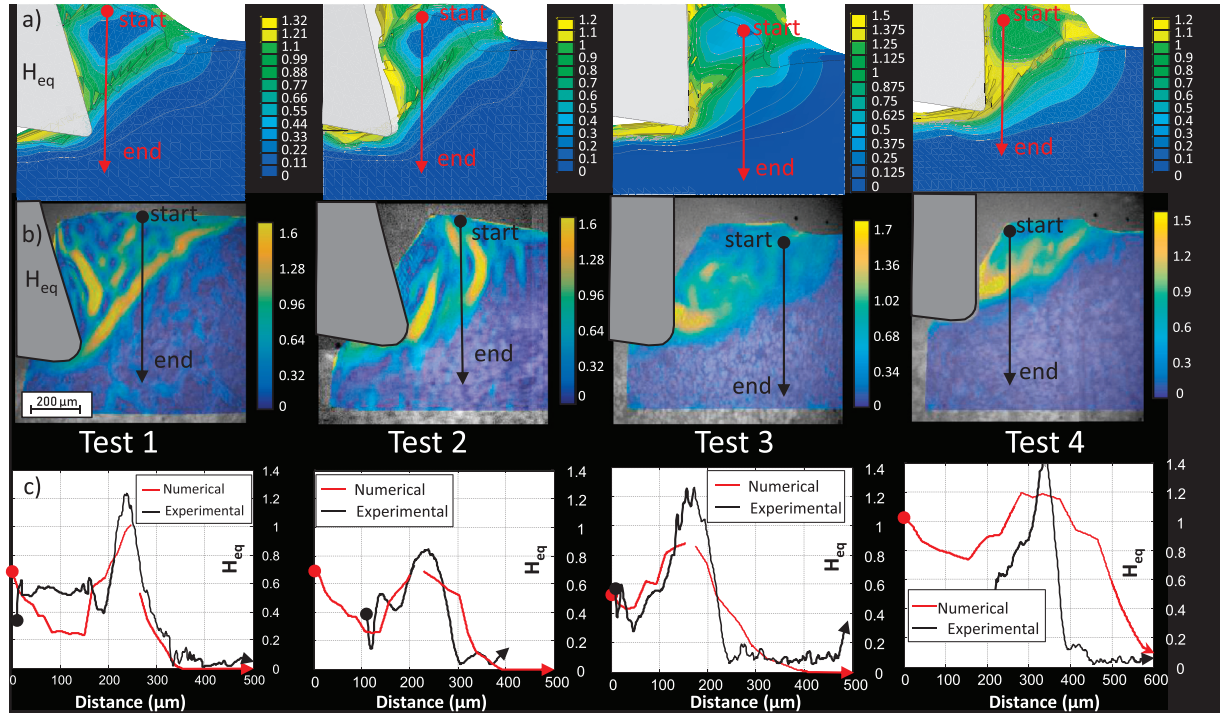 a)
H_eq
start
end
1.32
1.21
1.1
0.99
0.88
0.77
0.66
0.55
0.44
0.33
0.22
0.11
0
start
end
1.2
1.1
1
0.9
0.8
0.7
0.6
0.5
0.4
0.3
0.2
0.1
0
start
end
1.5
1.375
1.25
1.125
1
0.875
0.75
0.625
0.5
0.375
0.25
0.125
0
start
end
1.2
1.1
1
0.9
0.8
0.7
0.6
0.5
0.4
0.3
0.2
0.1
0
b)
H_eq
start
end
200 µm
1.6
1.28
0.96
0.64
0.32
0
start
end
1.6
1.28
0.96
0.64
0.32
0
start
end
1.7
1.36
1.02
0.68
0.34
0
start
end
1.5
1.2
0.9
0.6
0.3
0
Test 1
Test 2
Test 3
Test 4
c)
Numerical
Experimental
1.4
1.2
1
0.8
0.6
0.4
0.2
0
H_eq
0 100 200 300 400 500
Distance (µm)
Numerical
Experimental
1.4
1.2
1
0.8
0.6
0.4
0.2
0
H_eq
0 100 200 300 400 500
Distance (µm)
Numerical
Experimental
1.4
1.2
1
0.8
0.6
0.4
0.2
0
H_eq
0 100 200 300 400 500
Distance (µm)
Numerical
Experimental
1.4
1.2
1
0.8
0.6
0.4
0.2
0
H_eq
0 100 200 300 400 500 600
Distance (µm)